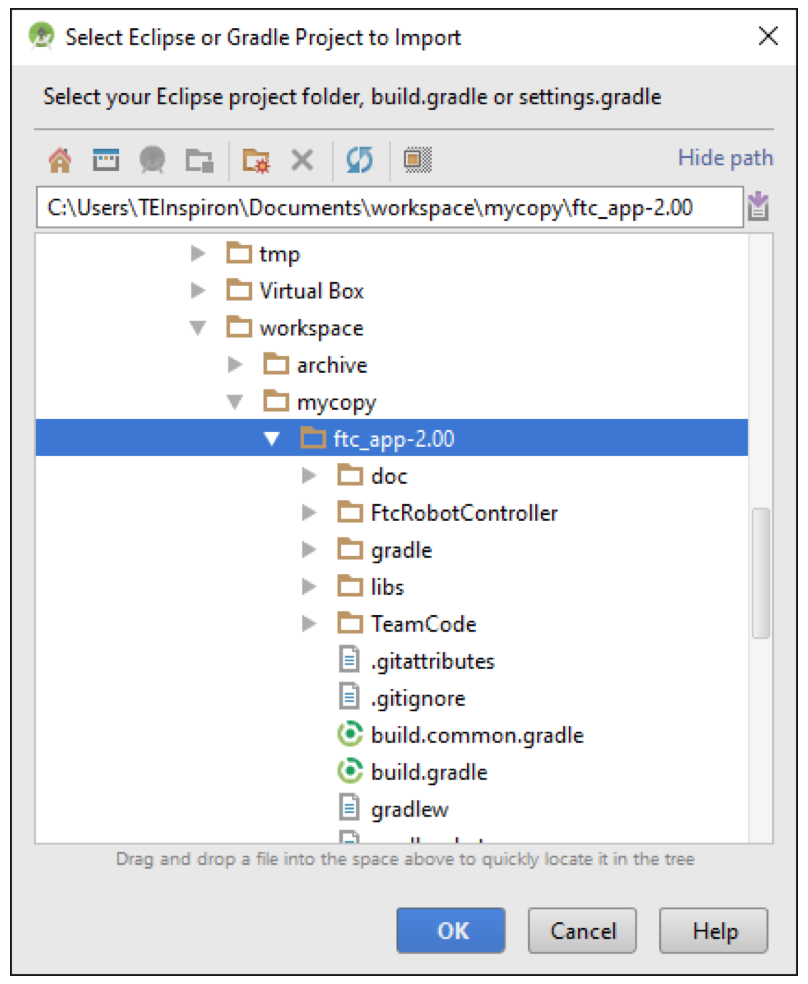 Select Eclipse or Gradle Project to Import
Select your Eclipse project folder, build.gradle or settings.gradle
Hide path
C:\Users\TEInspiron\Documents\workspace\mycopy\ftc_app-2.00
tmp
Virtual Box
workspace
archive
mycopy
ftc_app-2.00
doc
FtcRobotController
gradle
libs
TeamCode
.gitattributes
.gitignore
build.common.gradle
build.gradle
gradlew
Drag and drop a file into the space above to quickly locate it in the tree
OK Cancel Help